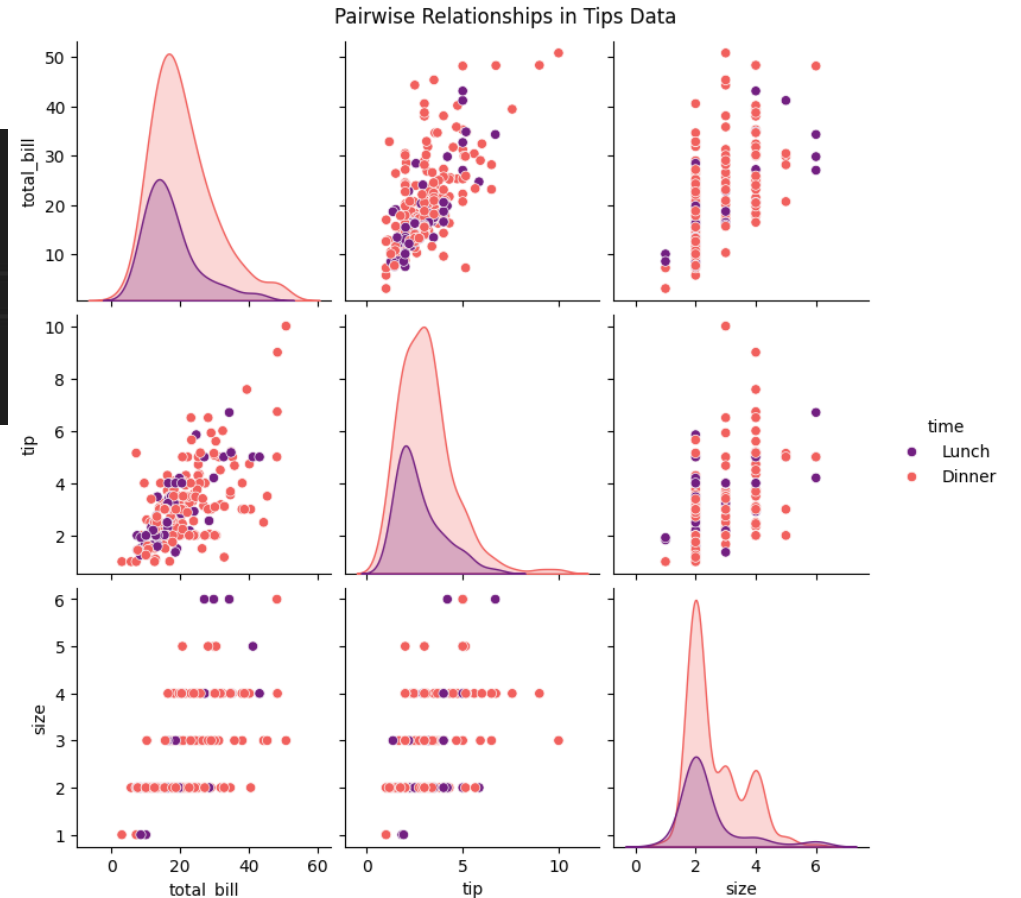 Pairwise Relationships in Tips Data
50
40
30
20
10
total_bill
10
8
6
4
2
tip
time
Lunch
Dinner
6
5
4
3
2
1
size
0 20 40 60
0 5 10
0 2 4 6
total_bill
tip
size